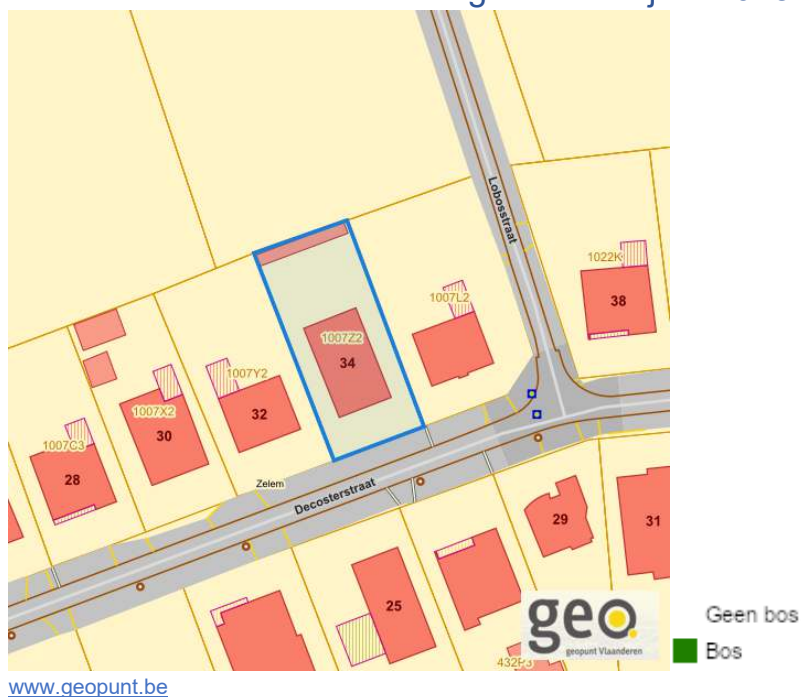 Lobosstraat
1022K
38
1007L2
1007Z2
34
1007Y2
32
1007X2
30
1007C3
28
Zelem
Decosterstraat
29
31
25
432P3
geo.
geopunt Vlaanderen
Geen bos
Bos
www.geopunt.be